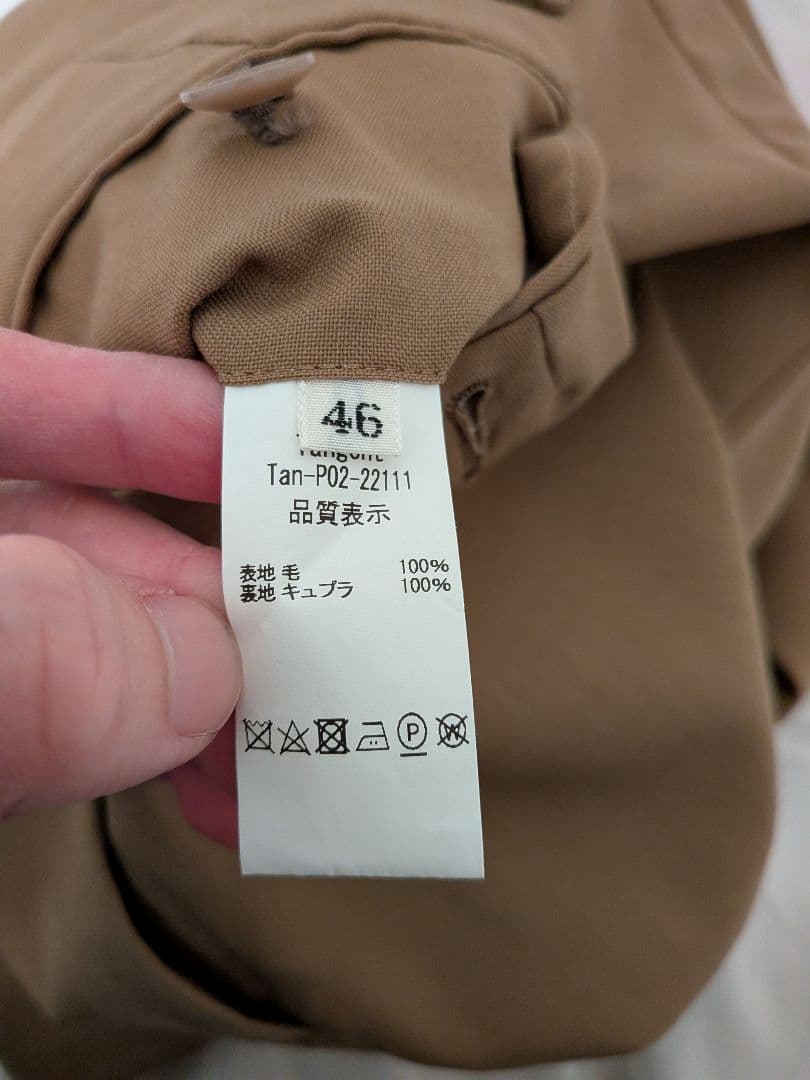 46
Tan-P02-22111
品質表示
表地 毛 100%
裏地 キュプラ 100%
P W